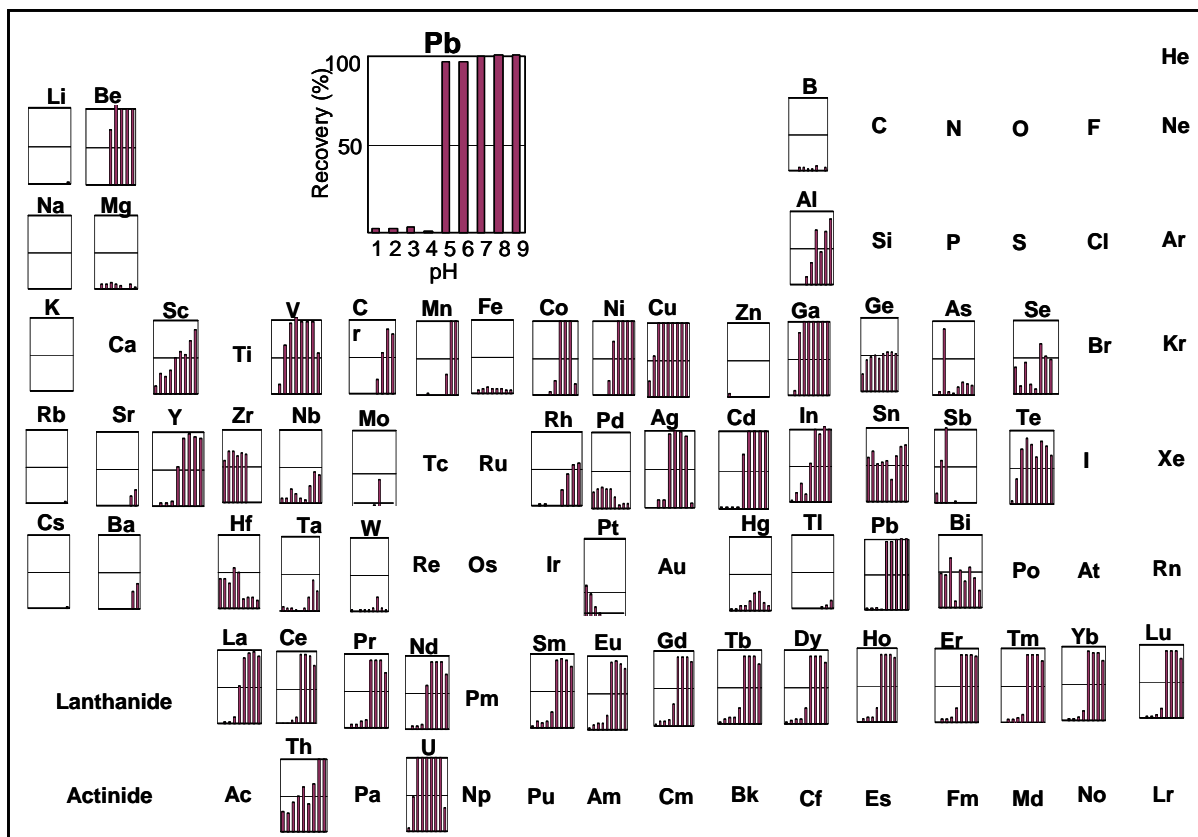 Pb
Recovery (%)
100
50
1 2 3 4 5 6 7 8 9
pH
He
Li Be B C N O F Ne
Na Mg Al Si P S Cl Ar
K Ca Sc Ti V Cr Mn Fe Co Ni Cu Zn Ga Ge As Se Br Kr
Rb Sr Y Zr Nb Mo Tc Ru Rh Pd Ag Cd In Sn Sb Te I Xe
Cs Ba Hf Ta W Re Os Ir Pt Au Hg Tl Pb Bi Po At Rn
Lanthanide La Ce Pr Nd Pm Sm Eu Gd Tb Dy Ho Er Tm Yb Lu
Actinide Ac Th Pa U Np Pu Am Cm Bk Cf Es Fm Md No Lr